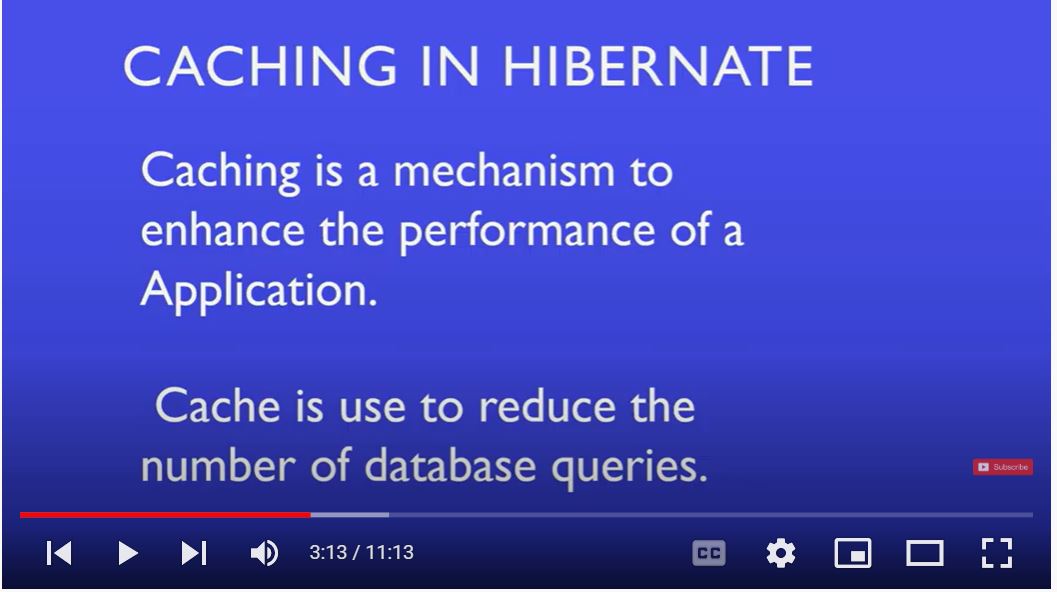 CACHING IN HIBERNATE
Caching is a mechanism to
enhance the performance of a
Application.
Cache is use to reduce the
number of database queries.
Subscribe
3:13 / 11:13
CC